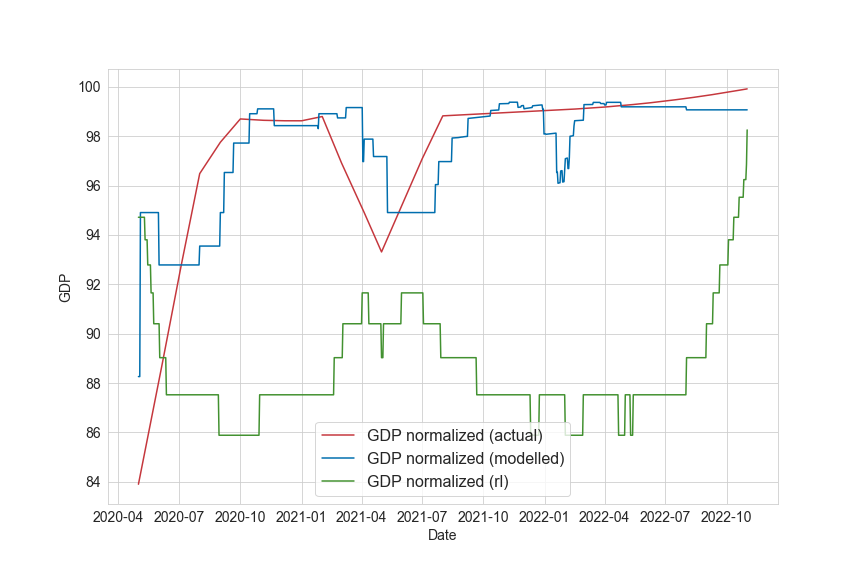 100
98
96
94
92
90
88
86
84
GDP
GDP normalized (actual)
GDP normalized (modelled)
GDP normalized (rl)
2020-04 2020-07 2020-10 2021-01 2021-04 2021-07 2021-10 2022-01 2022-04 2022-07 2022-10
Date